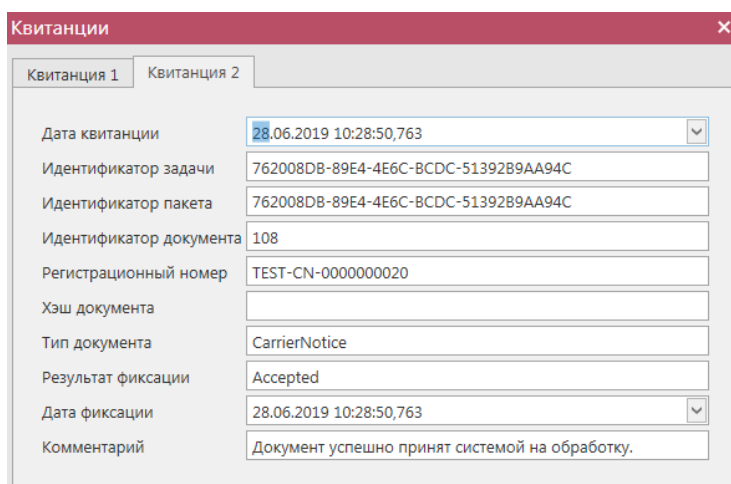 Квитанции
Квитанция 1 Квитанция 2
Дата квитанции 28.06.2019 10:28:50,763
Идентификатор задачи 762008DB-89E4-4E6C-BCDC-51392B9AA94C
Идентификатор пакета 762008DB-89E4-4E6C-BCDC-51392B9AA94C
Идентификатор документа 108
Регистрационный номер TEST-CN-0000000020
Хэш документа
Тип документа CarrierNotice
Результат фиксации Accepted
Дата фиксации 28.06.2019 10:28:50,763
Комментарий Документ успешно принят системой на обработку.